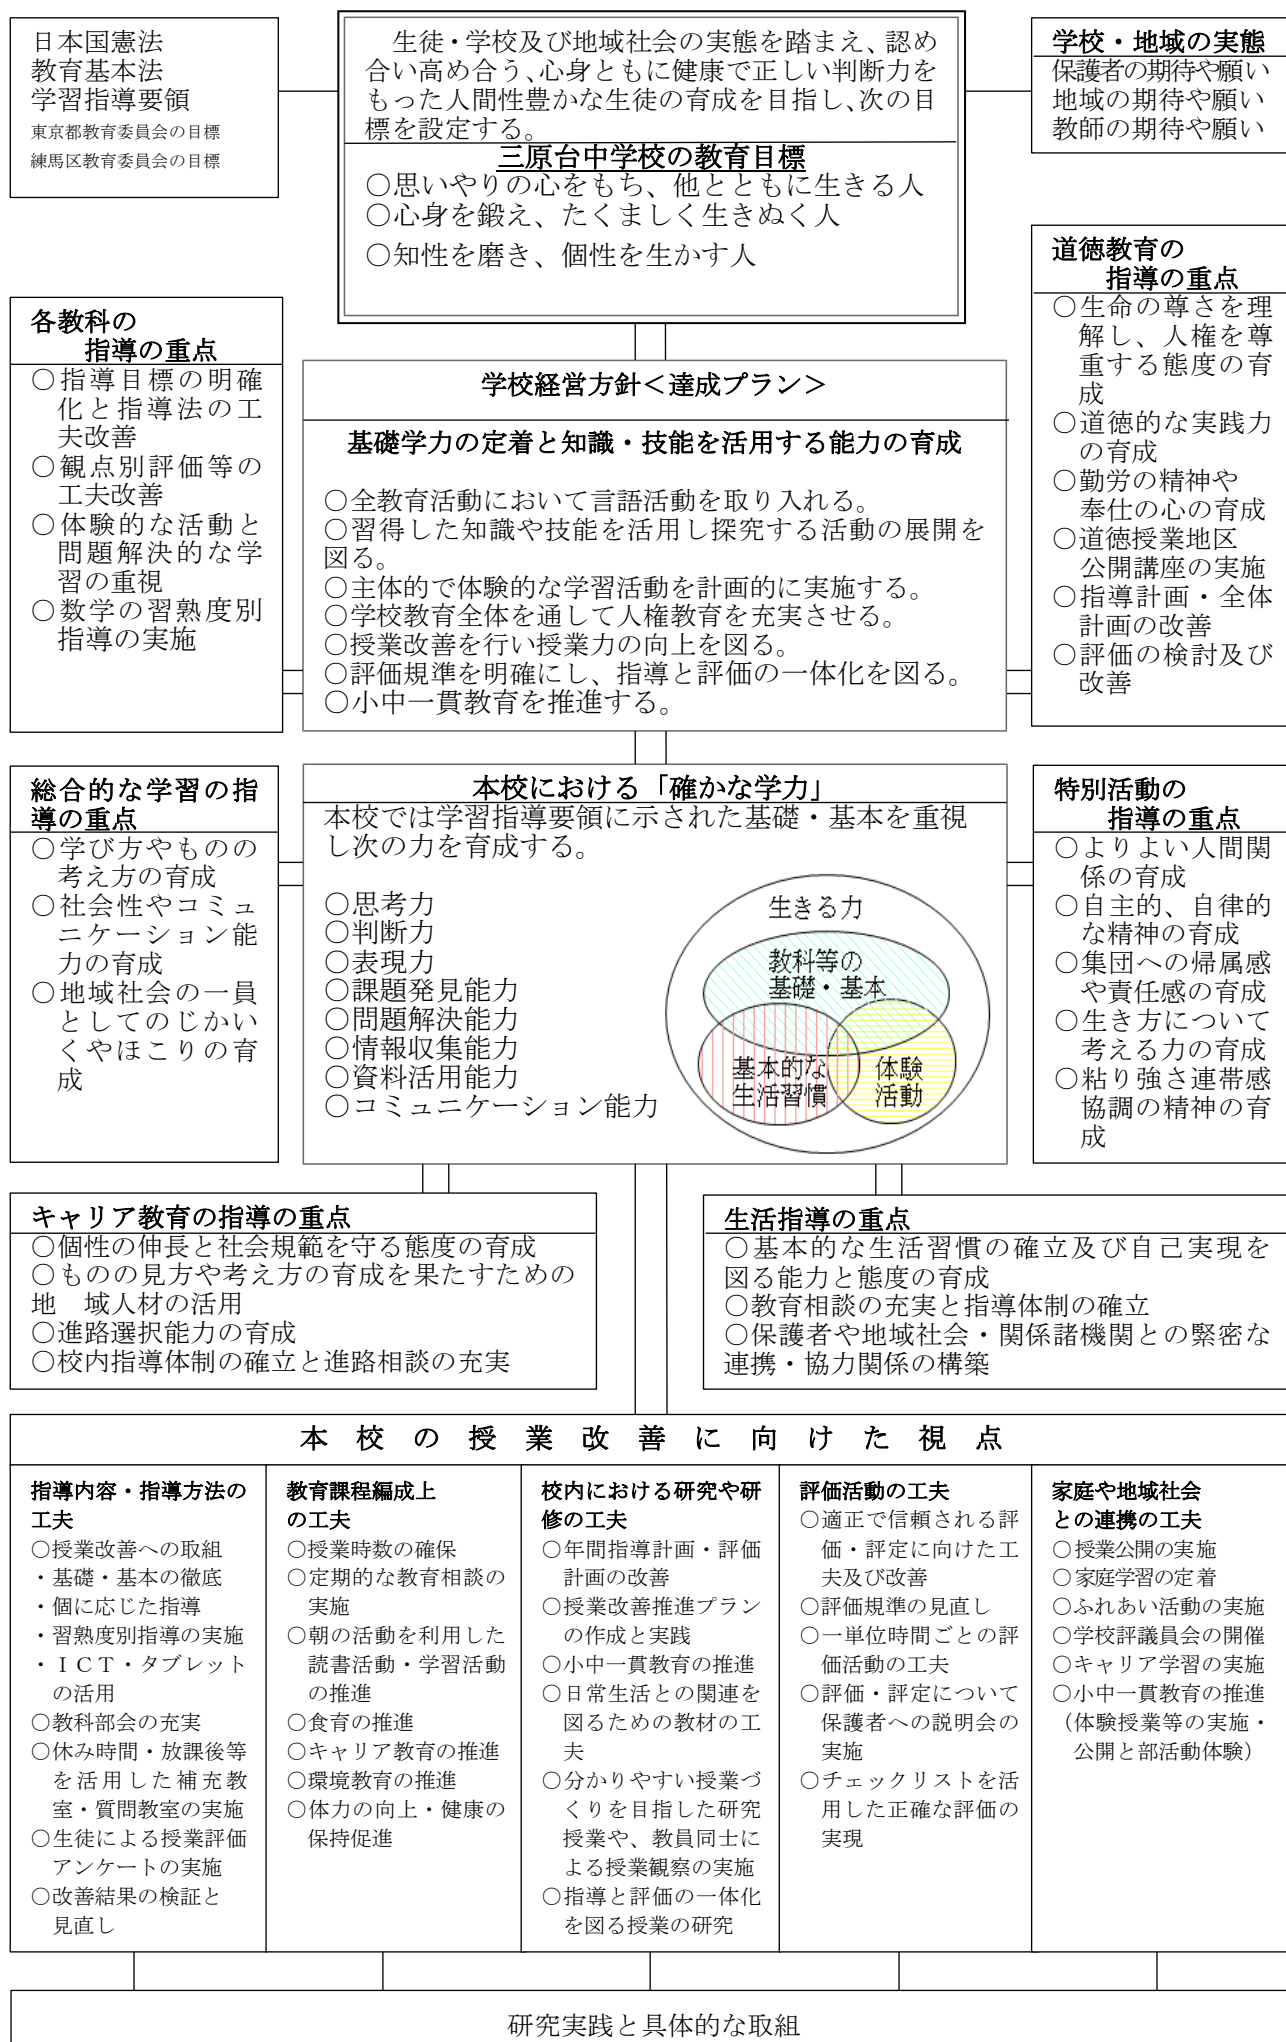 日本国憲法
教育基本法
学習指導要領
東京都教育委員会の目標
練馬区教育委員会の目標
生徒・学校及び地域社会の実態を踏まえ、認め
合い高め合う、心身ともに健康で正しい判断力を
もった人間性豊かな生徒の育成を目指し、次の目
標を設定する。
三原台中学校の教育目標
○思いやりの心をもち、他とともに生きる人
○心身を鍛え、たくましく生きぬく人
○知性を磨き、個性を生かす人
学校・地域の実態
保護者の期待や願い
地域の期待や願い
教師の期待や願い
各教科の
指導の重点
○指導目標の明確
化と指導法の工
夫改善
○観点別評価等の
工夫改善
○体験的な活動と
問題解決的な学
習の重視
○数学の習熟度別
指導の実施
学校経営方針<達成プラン>
基礎学力の定着と知識・技能を活用する能力の育成
○全教育活動において言語活動を取り入れる。
○習得した知識や技能を活用し探究する活動の展開を
図る。
○主体的で体験的な学習活動を計画的に実施する。
○学校教育全体を通して人権教育を充実させる。
○授業改善を行い授業力の向上を図る。
○評価規準を明確にし、指導と評価の一体化を図る。
○小中一貫教育を推進する。
道徳教育の
指導の重点
○生命の尊さを理
解し、人権を尊
重する態度の育
成
○道徳的な実践力
の育成
○勤労の精神や
奉仕の心の育成
○道徳授業地区
公開講座の実施
○指導計画・全体
計画の改善
○評価の検討及び
改善
総合的な学習の指
導の重点
○学び方やものの
考え方の育成
○社会性やコミュ
ニケーション能
力の育成
○地域社会の一員
としてのじかい
くやほこりの育
成
本校における「確かな学力」
本校では学習指導要領に示された基礎・基本を重視
し次の力を育成する。
○思考力
○判断力
○表現力
○課題発見能力
○問題解決能力
○情報収集能力
○資料活用能力
○コミュニケーション能力
生きる力
教科等の
基礎・基本
基本的な
生活習慣
体験
活動
特別活動の
指導の重点
○よりよい人間関
係の育成
○自主的、自律的
な精神の育成
○集団への帰属感
や責任感の育成
○生き方について
考える力の育成
○粘り強さ連帯感
協調の精神の育
成
キャリア教育の指導の重点
○個性の伸長と社会規範を守る態度の育成
○ものの見方や考え方の育成を果たすための
地　域人材の活用
○進路選択能力の育成
○校内指導体制の確立と進路相談の充実
生活指導の重点
○基本的な生活習慣の確立及び自己実現を
図る能力と態度の育成
○教育相談の充実と指導体制の確立
○保護者や地域社会・関係諸機関との緊密な
連携・協力関係の構築
本校の授業改善に向けた視点
指導内容・指導方法の
工夫
○授業改善への取組
・基礎・基本の徹底
・個に応じた指導
・習熟度別指導の実施
・ＩＣＴ・タブレット
の活用
○教科部会の充実
○休み時間・放課後等
を活用した補充教
室・質問教室の実施
○生徒による授業評価
アンケートの実施
○改善結果の検証と
見直し
教育課程編成上
の工夫
○授業時数の確保
○定期的な教育相談の
実施
○朝の活動を利用した
読書活動・学習活動
の推進
○食育の推進
○キャリア教育の推進
○環境教育の推進
○体力の向上・健康の
保持促進
校内における研究や研
修の工夫
○年間指導計画・評価
計画の改善
○授業改善推進プラン
の作成と実践
○小中一貫教育の推進
○日常生活との関連を
図るための教材の工
夫
○分かりやすい授業づ
くりを目指した研究
授業や、教員同士に
よる授業観察の実施
○指導と評価の一体化
を図る授業の研究
評価活動の工夫
○適正で信頼される評
価・評定に向けた工
夫及び改善
○評価規準の見直し
○一単位時間ごとの評
価活動の工夫
○評価・評定について
保護者への説明会の
実施
○チェックリストを活
用した正確な評価の
実現
家庭や地域社会
との連携の工夫
○授業公開の実施
○家庭学習の定着
○ふれあい活動の実施
○学校評議員会の開催
○キャリア学習の実施
○小中一貫教育の推進
（体験授業等の実施・
公開と部活動体験）
研究実践と具体的な取組